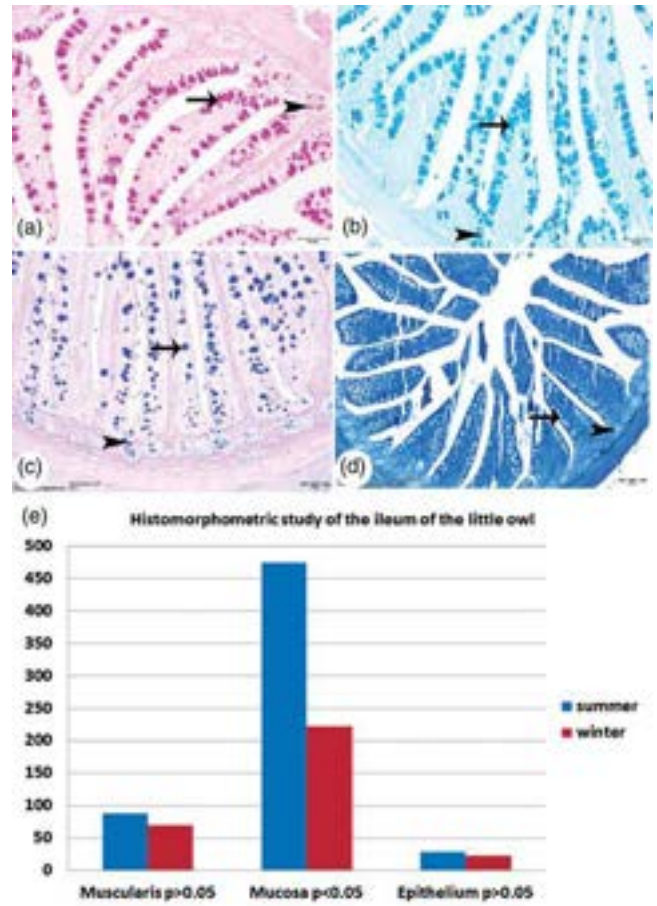 (a)
(b)
(c)
(d)
(e)
Histomorphometric study of the ileum of the little owl
500
450
400
350
300
250
200
150
100
50
0
summer
winter
Muscularis p>0.05 Mucosa p<0.05 Epithelium p>0.05